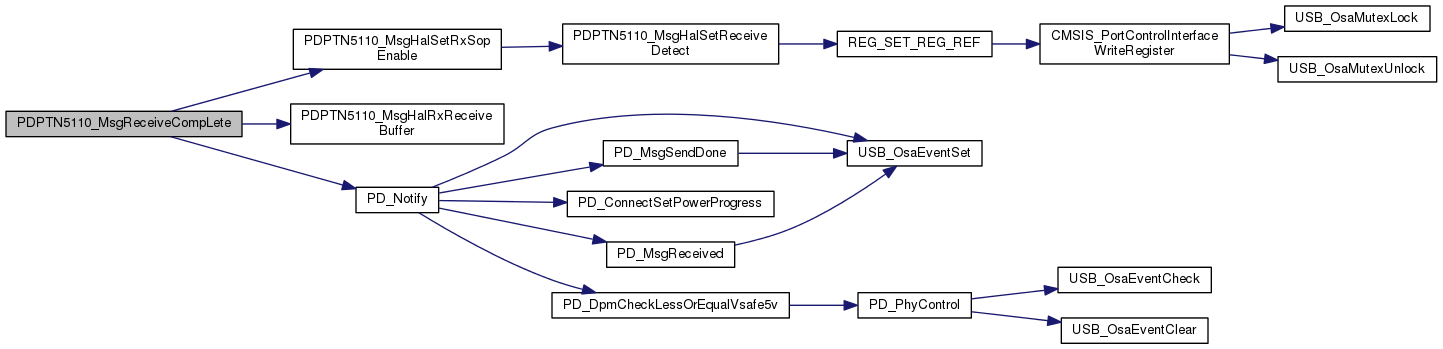 PDPTN5110_MsgReceiveCompLete
PDPTN5110_MsgHalSetRxSop
Enable
PDPTN5110_MsgHalSetReceive
Detect
REG_SET_REG_REF
CMSIS_PortControlInterface
WriteRegister
USB_OsaMutexLock
USB_OsaMutexUnlock
PDPTN5110_MsgHalRxReceive
Buffer
PD_Notify
PD_MsgSendDone
USB_OsaEventSet
PD_ConnectSetPowerProgress
PD_MsgReceived
PD_DpmCheckLessOrEqualVsafe5v
PD_PhyControl
USB_OsaEventCheck
USB_OsaEventClear